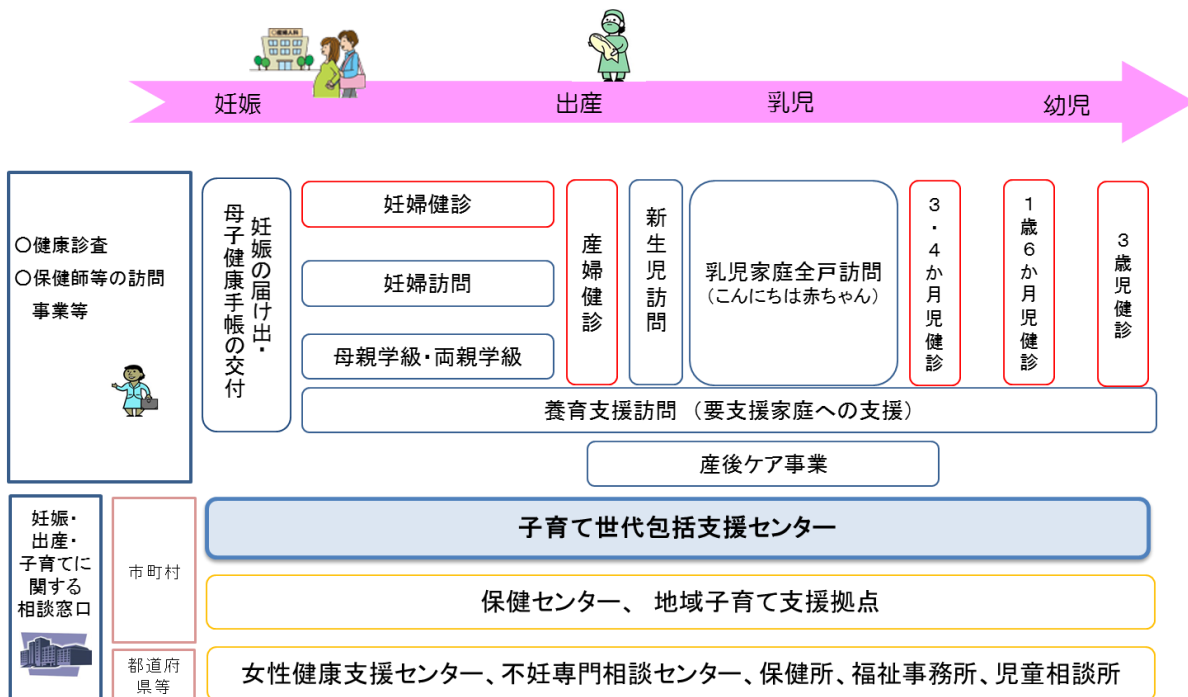 産婦人科
妊娠
出産
乳児
幼児
○健康診査
○保健師等の訪問
事業等
妊娠の届け出・
母子健康手帳の交付
妊婦健診
妊婦訪問
母親学級・両親学級
産婦健診
新生児訪問
乳児家庭全戸訪問
(こんにちは赤ちゃん)
3・4か月児健診
1歳6か月児健診
3歳児健診
養育支援訪問 (要支援家庭への支援)
産後ケア事業
妊娠・
出産・
子育てに
関する
相談窓口
市町村
子育て世代包括支援センター
保健センター、 地域子育て支援拠点
都道府
県等
女性健康支援センター、不妊専門相談センター、保健所、福祉事務所、児童相談所